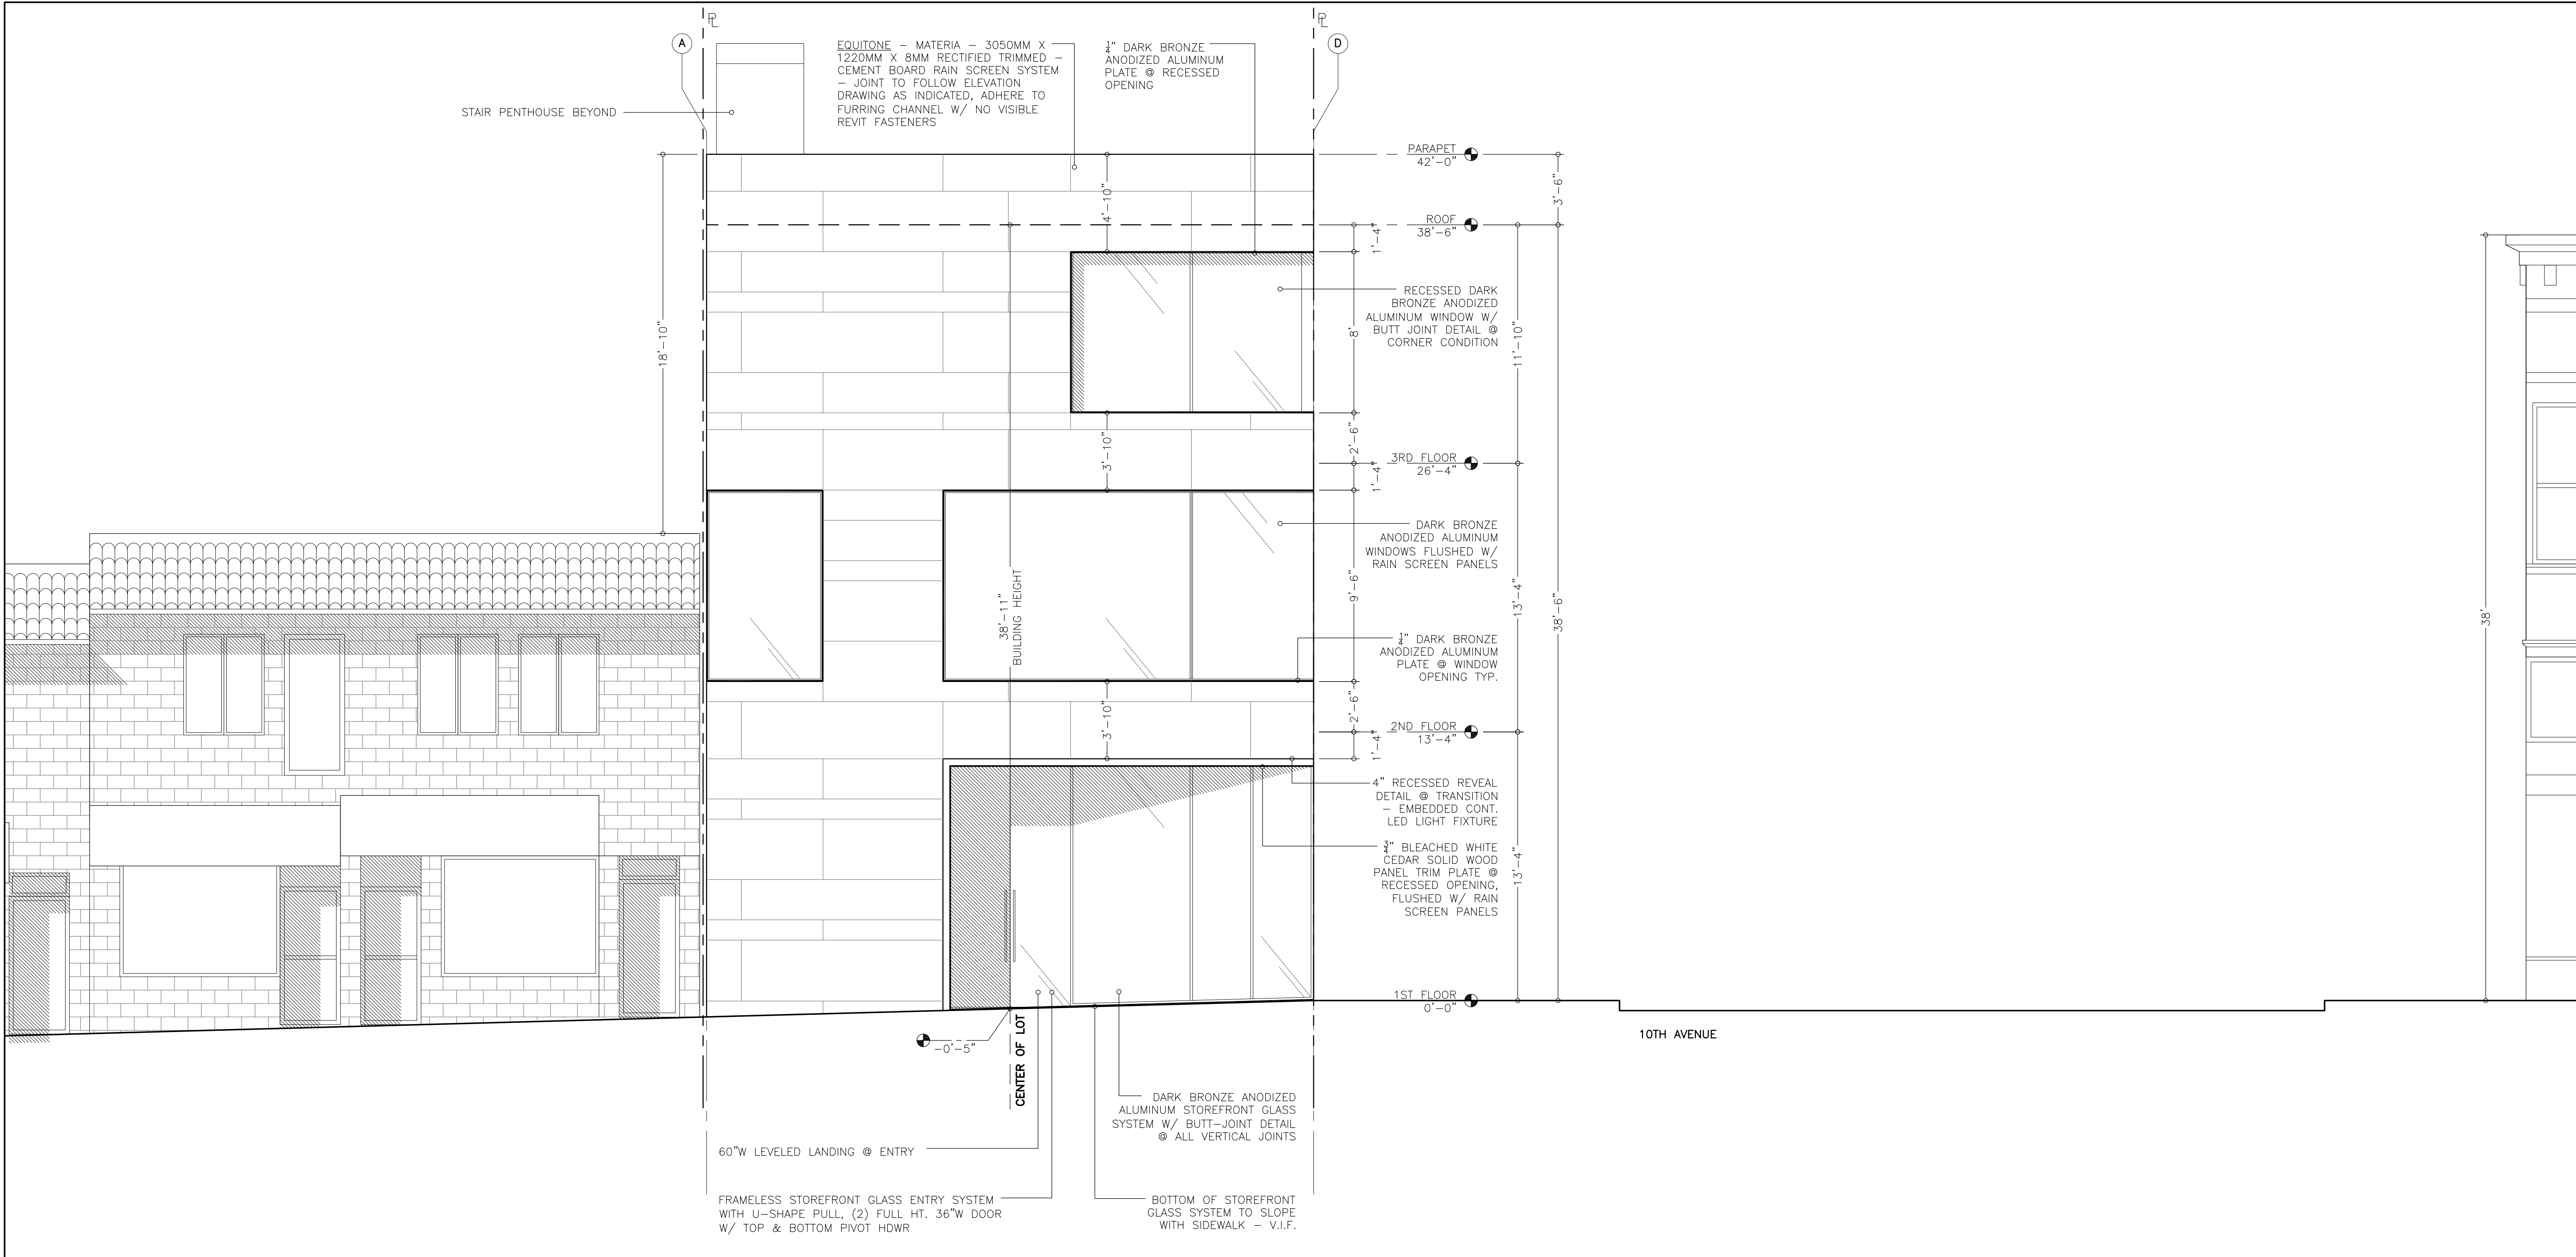 PL
PL
A
D
EQUITONE – MATERIA – 3050MM X
1220MM X 8MM RECTIFIED TRIMMED –
CEMENT BOARD RAIN SCREEN SYSTEM
– JOINT TO FOLLOW ELEVATION
DRAWING AS INDICATED, ADHERE TO
FURRING CHANNEL W/ NO VISIBLE
REVIT FASTENERS
1/4" DARK BRONZE
ANODIZED ALUMINUM
PLATE @ RECESSED
OPENING
STAIR PENTHOUSE BEYOND
PARAPET
42'-0"
3'-6"
4'-10"
ROOF
38'-6"
1'-4"
18'-10"
RECESSED DARK
BRONZE ANODIZED
ALUMINUM WINDOW W/
BUTT JOINT DETAIL @
CORNER CONDITION
8'
11'-10"
3'-10"
2'-6"
3RD FLOOR
26'-4"
1'-4"
DARK BRONZE
ANODIZED ALUMINUM
WINDOWS FLUSHED W/
RAIN SCREEN PANELS
38'-11"
BUILDING HEIGHT
9'-6"
13'-4"
38'-6"
38'
1/4" DARK BRONZE
ANODIZED ALUMINUM
PLATE @ WINDOW
OPENING TYP.
3'-10"
2'-6"
2ND FLOOR
13'-4"
1'-4"
4" RECESSED REVEAL
DETAIL @ TRANSITION
– EMBEDDED CONT.
LED LIGHT FIXTURE
3/4" BLEACHED WHITE
CEDAR SOLID WOOD
PANEL TRIM PLATE @
RECESSED OPENING,
FLUSHED W/ RAIN
SCREEN PANELS
13'-4"
1ST FLOOR
0'-0"
10TH AVENUE
-0'-5"
CENTER OF LOT
DARK BRONZE ANODIZED
ALUMINUM STOREFRONT GLASS
SYSTEM W/ BUTT-JOINT DETAIL
@ ALL VERTICAL JOINTS
60"W LEVELED LANDING @ ENTRY
FRAMELESS STOREFRONT GLASS ENTRY SYSTEM
WITH U-SHAPE PULL, (2) FULL HT. 36"W DOOR
W/ TOP & BOTTOM PIVOT HDWR
BOTTOM OF STOREFRONT
GLASS SYSTEM TO SLOPE
WITH SIDEWALK – V.I.F.